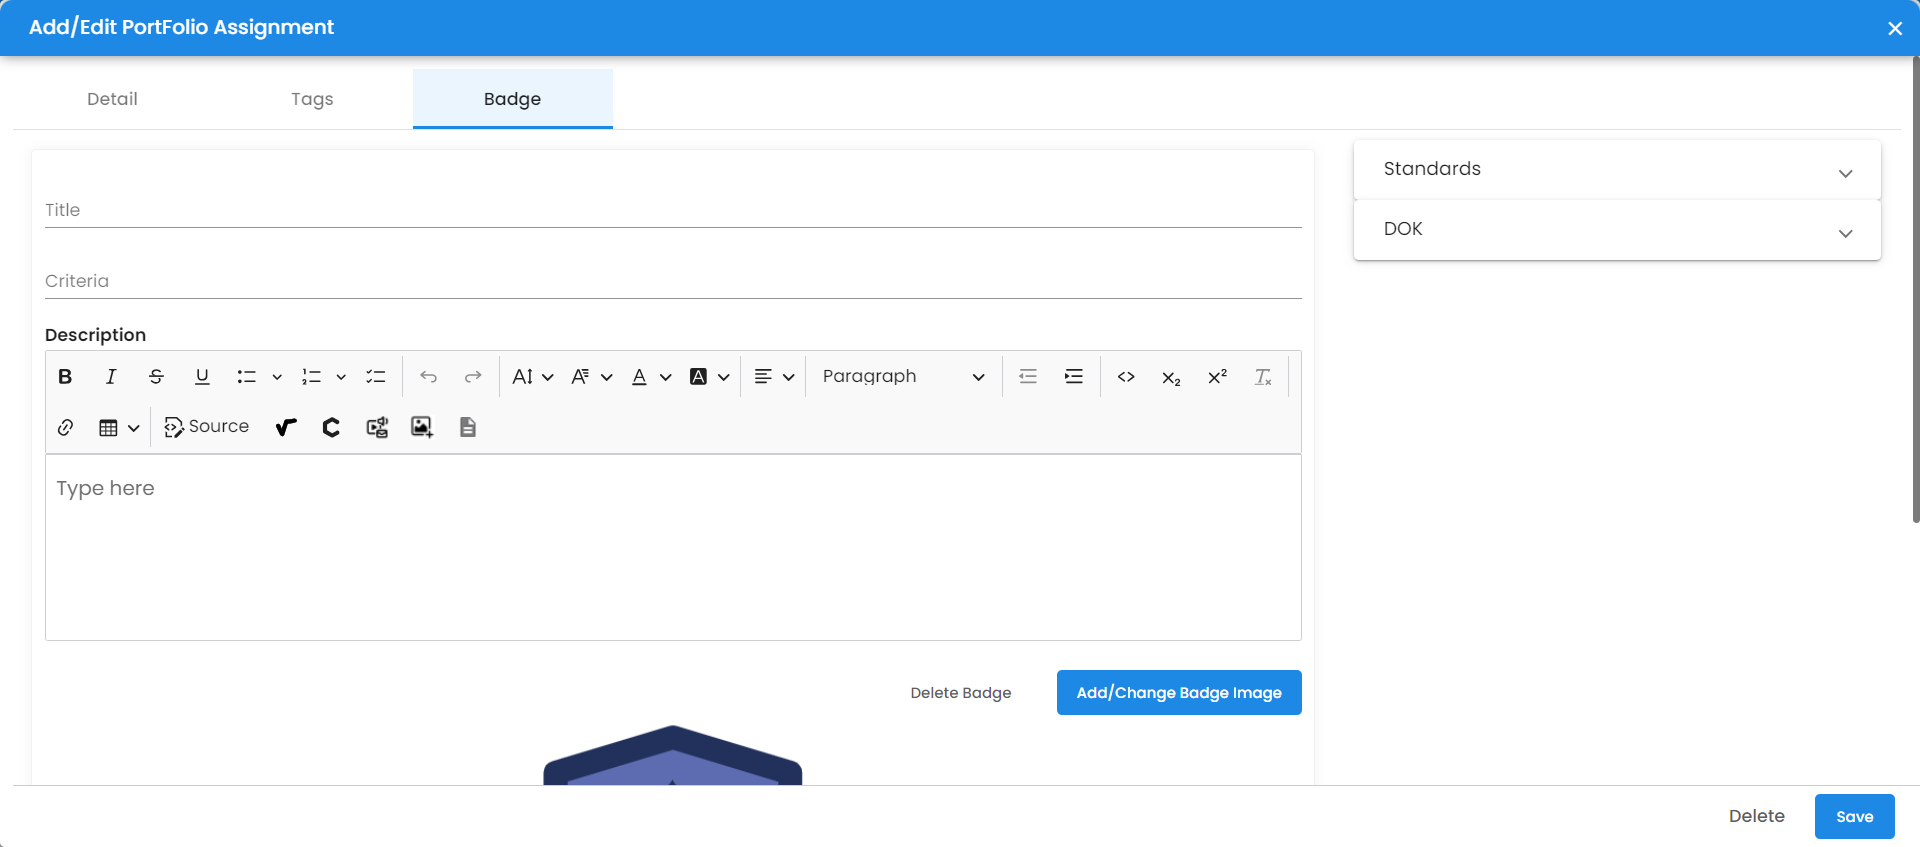 Add/Edit PortFolio Assignment
Detail
Tags
Badge
Standards
DOK
Title
Criteria
Description
Paragraph
Source
Type here
Delete Badge
Add/Change Badge Image
Delete
Save